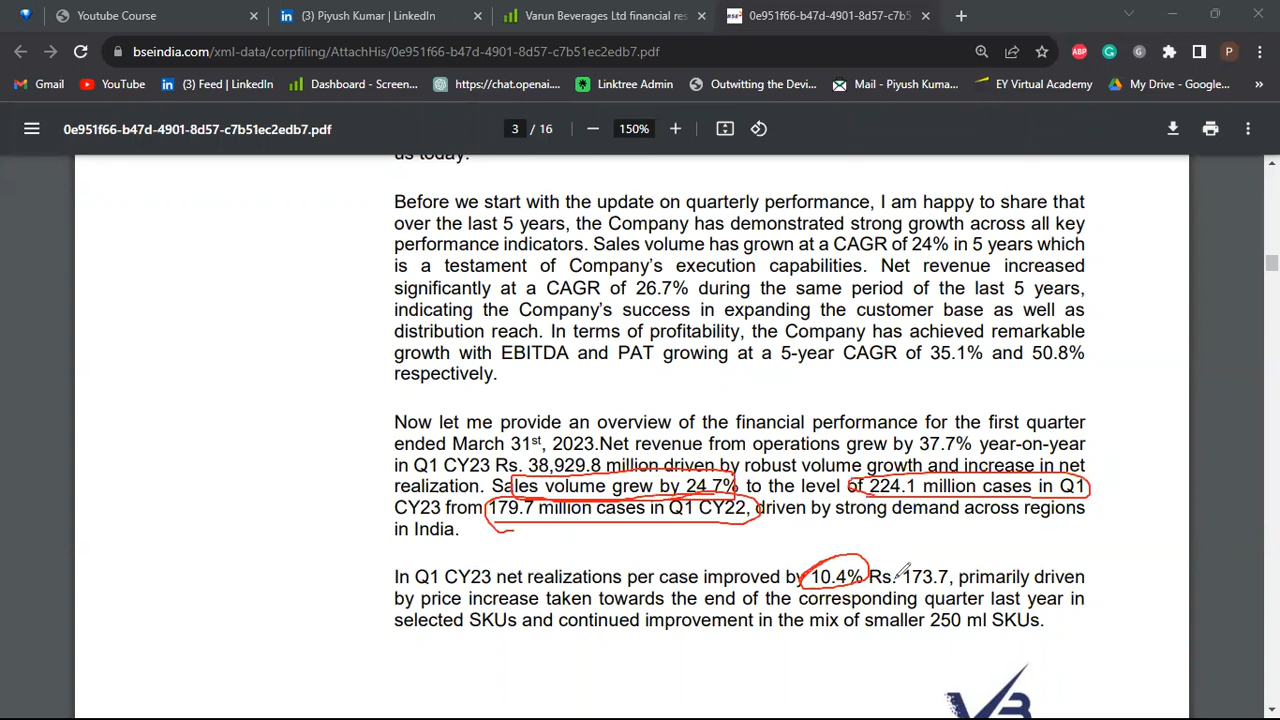 Youtube Course
(3) Piyush Kumar | LinkedIn
Varun Beverages Ltd financial res
0e951f66-b47d-4901-8d57-c7b5
bseindia.com/xml-data/corpfiling/AttachHis/0e951f66-b47d-4901-8d57-c7b51ec2edb7.pdf
Gmail
YouTube
(3) Feed | LinkedIn
Dashboard - Screen...
https://chat.openai....
Linktree Admin
Outwitting the Devi...
Mail - Piyush Kuma...
EY Virtual Academy
My Drive - Google...
0e951f66-b47d-4901-8d57-c7b51ec2edb7.pdf
3 / 16
150%
us today.
Before we start with the update on quarterly performance, I am happy to share that
over the last 5 years, the Company has demonstrated strong growth across all key
performance indicators. Sales volume has grown at a CAGR of 24% in 5 years which
is a testament of Company's execution capabilities. Net revenue increased
significantly at a CAGR of 26.7% during the same period of the last 5 years,
indicating the Company's success in expanding the customer base as well as
distribution reach. In terms of profitability, the Company has achieved remarkable
growth with EBITDA and PAT growing at a 5-year CAGR of 35.1% and 50.8%
respectively.
Now let me provide an overview of the financial performance for the first quarter
ended March 31st, 2023.Net revenue from operations grew by 37.7% year-on-year
in Q1 CY23 Rs. 38,929.8 million driven by robust volume growth and increase in net
realization. Sales volume grew by 24.7% to the level of 224.1 million cases in Q1
CY23 from 179.7 million cases in Q1 CY22, driven by strong demand across regions
in India.
In Q1 CY23 net realizations per case improved by 10.4% Rs. 173.7, primarily driven
by price increase taken towards the end of the corresponding quarter last year in
selected SKUs and continued improvement in the mix of smaller 250 ml SKUs.